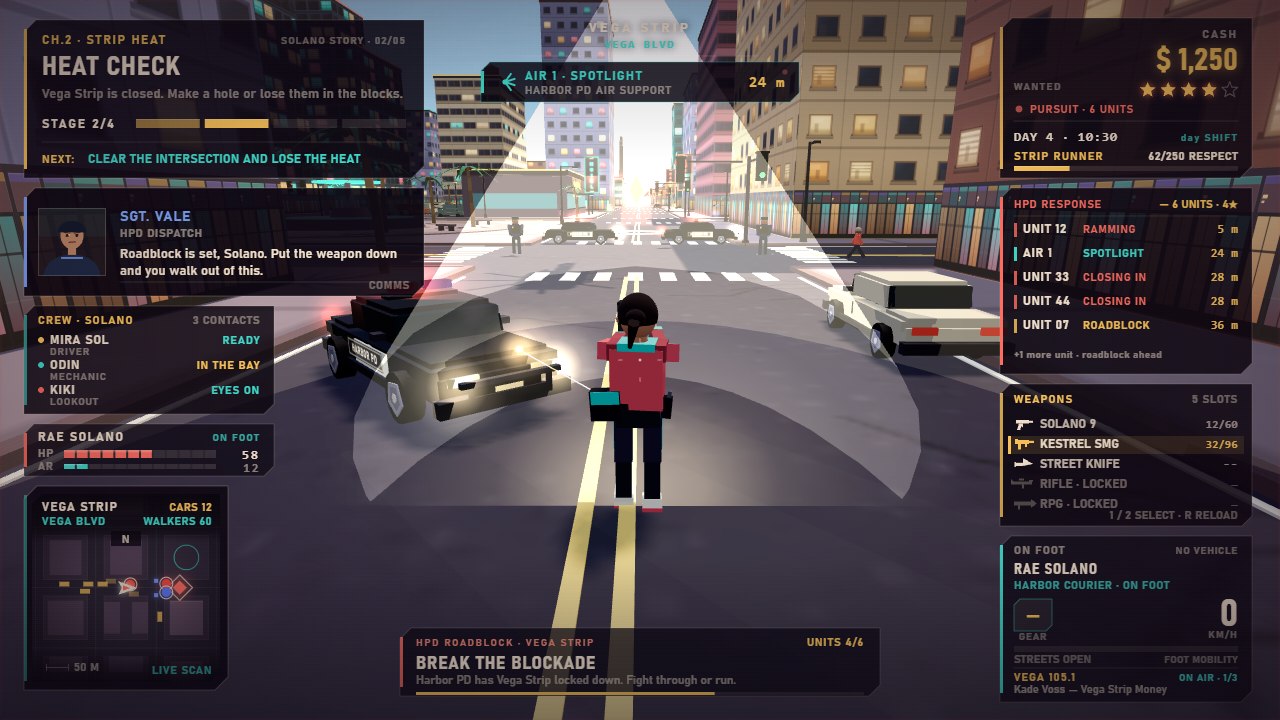 CH.2 · STRIP HEAT
SOLANO STORY · 02/05
HEAT CHECK
Vega Strip is closed. Make a hole or lose them in the blocks.
STAGE 2/4
NEXT: CLEAR THE INTERSECTION AND LOSE THE HEAT
SGT. VALE
HPD DISPATCH
Roadblock is set, Solano. Put the weapon down
and you walk out of this.
COMMS
CREW · SOLANO
3 CONTACTS
MIRA SOL READY
DRIVER
ODIN IN THE BAY
MECHANIC
KIKI EYES ON
LOOKOUT
RAE SOLANO ON FOOT
HP 58
AR 12
VEGA STRIP CARS 12
VEGA BLVD WALKERS 60
N
50 M
LIVE SCAN
VEGA STRIP
VEGA BLVD
AIR 1 · SPOTLIGHT
HARBOR PD AIR SUPPORT
24 m
HARBOR PD
HPD ROADBLOCK · VEGA STRIP
UNITS 4/6
BREAK THE BLOCKADE
Harbor PD has Vega Strip locked down. Fight through or run.
CASH
$ 1,250
WANTED
PURSUIT · 6 UNITS
DAY 4 · 10:30 day SHIFT
STRIP RUNNER 62/250 RESPECT
HPD RESPONSE — 6 UNITS · 4★
UNIT 12 RAMMING 5 m
AIR 1 SPOTLIGHT 24 m
UNIT 33 CLOSING IN 28 m
UNIT 44 CLOSING IN 28 m
UNIT 07 ROADBLOCK 36 m
+1 more unit · roadblock ahead
WEAPONS 5 SLOTS
SOLANO 9 12/60
KESTREL SMG 32/96
STREET KNIFE --
RIFLE · LOCKED —
RPG · LOCKED —
1 / 2 SELECT · R RELOAD
ON FOOT NO VEHICLE
RAE SOLANO
HARBOR COURIER · ON FOOT
– 0
GEAR KM/H
STREETS OPEN FOOT MOBILITY
VEGA 105.1 ON AIR · 1/3
Kade Voss — Vega Strip Money